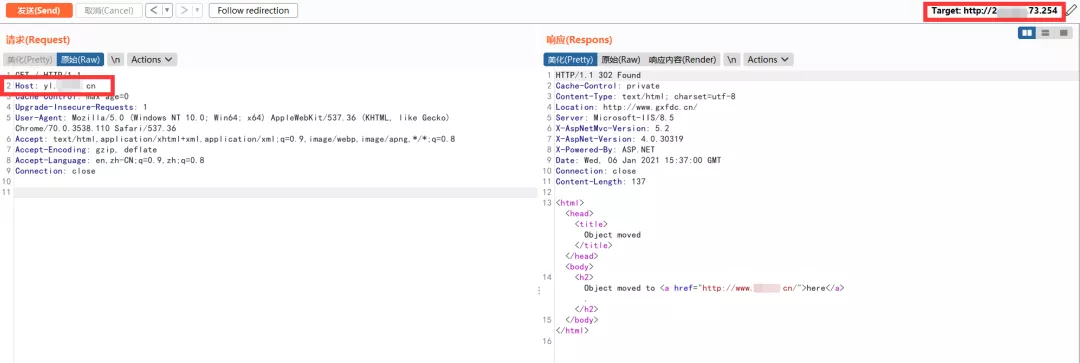 发送(Send) 取消(Cancel) < > Follow redirection
Target: http://2 73.254
请求(Request)
美化(Pretty) 原始(Raw) \n Actions
1 GET / HTTP/1.1
2 Host: yl. cn
3 Cache-Control: max-age=0
4 Upgrade-Insecure-Requests: 1
5 User-Agent: Mozilla/5.0 (Windows NT 10.0; Win64; x64) AppleWebKit/537.36 (KHTML, like Gecko)
Chrome/70.0.3538.110 Safari/537.36
6 Accept: text/html,application/xhtml+xml,application/xml;q=0.9,image/webp,image/apng,*/*;q=0.8
7 Accept-Encoding: gzip, deflate
8 Accept-Language: en,zh-CN;q=0.9,zh;q=0.8
9 Connection: close
10
11
响应(Respons)
美化(Pretty) 原始(Raw) 响应内容(Render) \n Actions
1 HTTP/1.1 302 Found
2 Cache-Control: private
3 Content-Type: text/html; charset=utf-8
4 Location: http://www.gxfdc.cn/
5 Server: Microsoft-IIS/8.5
6 X-AspNetMvc-Version: 5.2
7 X-AspNet-Version: 4.0.30319
8 X-Powered-By: ASP.NET
9 Date: Wed, 06 Jan 2021 15:37:00 GMT
10 Connection: close
11 Content-Length: 137
12
13 <html>
<head>
<title>
Object moved
</title>
</head>
<body>
14 <h2>
Object moved to <a href="http://www. cn/">here</a>
.
</h2>
15 </body>
</html>
16